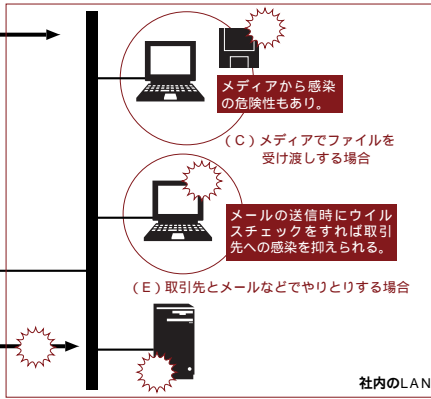 メディアから感染
の危険性もあり。
(C)メディアでファイルを
受け渡しする場合
メールの送信時にウイル
スチェックをすれば取引
先への感染を抑えられる。
(E)取引先とメールなどでやりとりする場合
社内のLAN